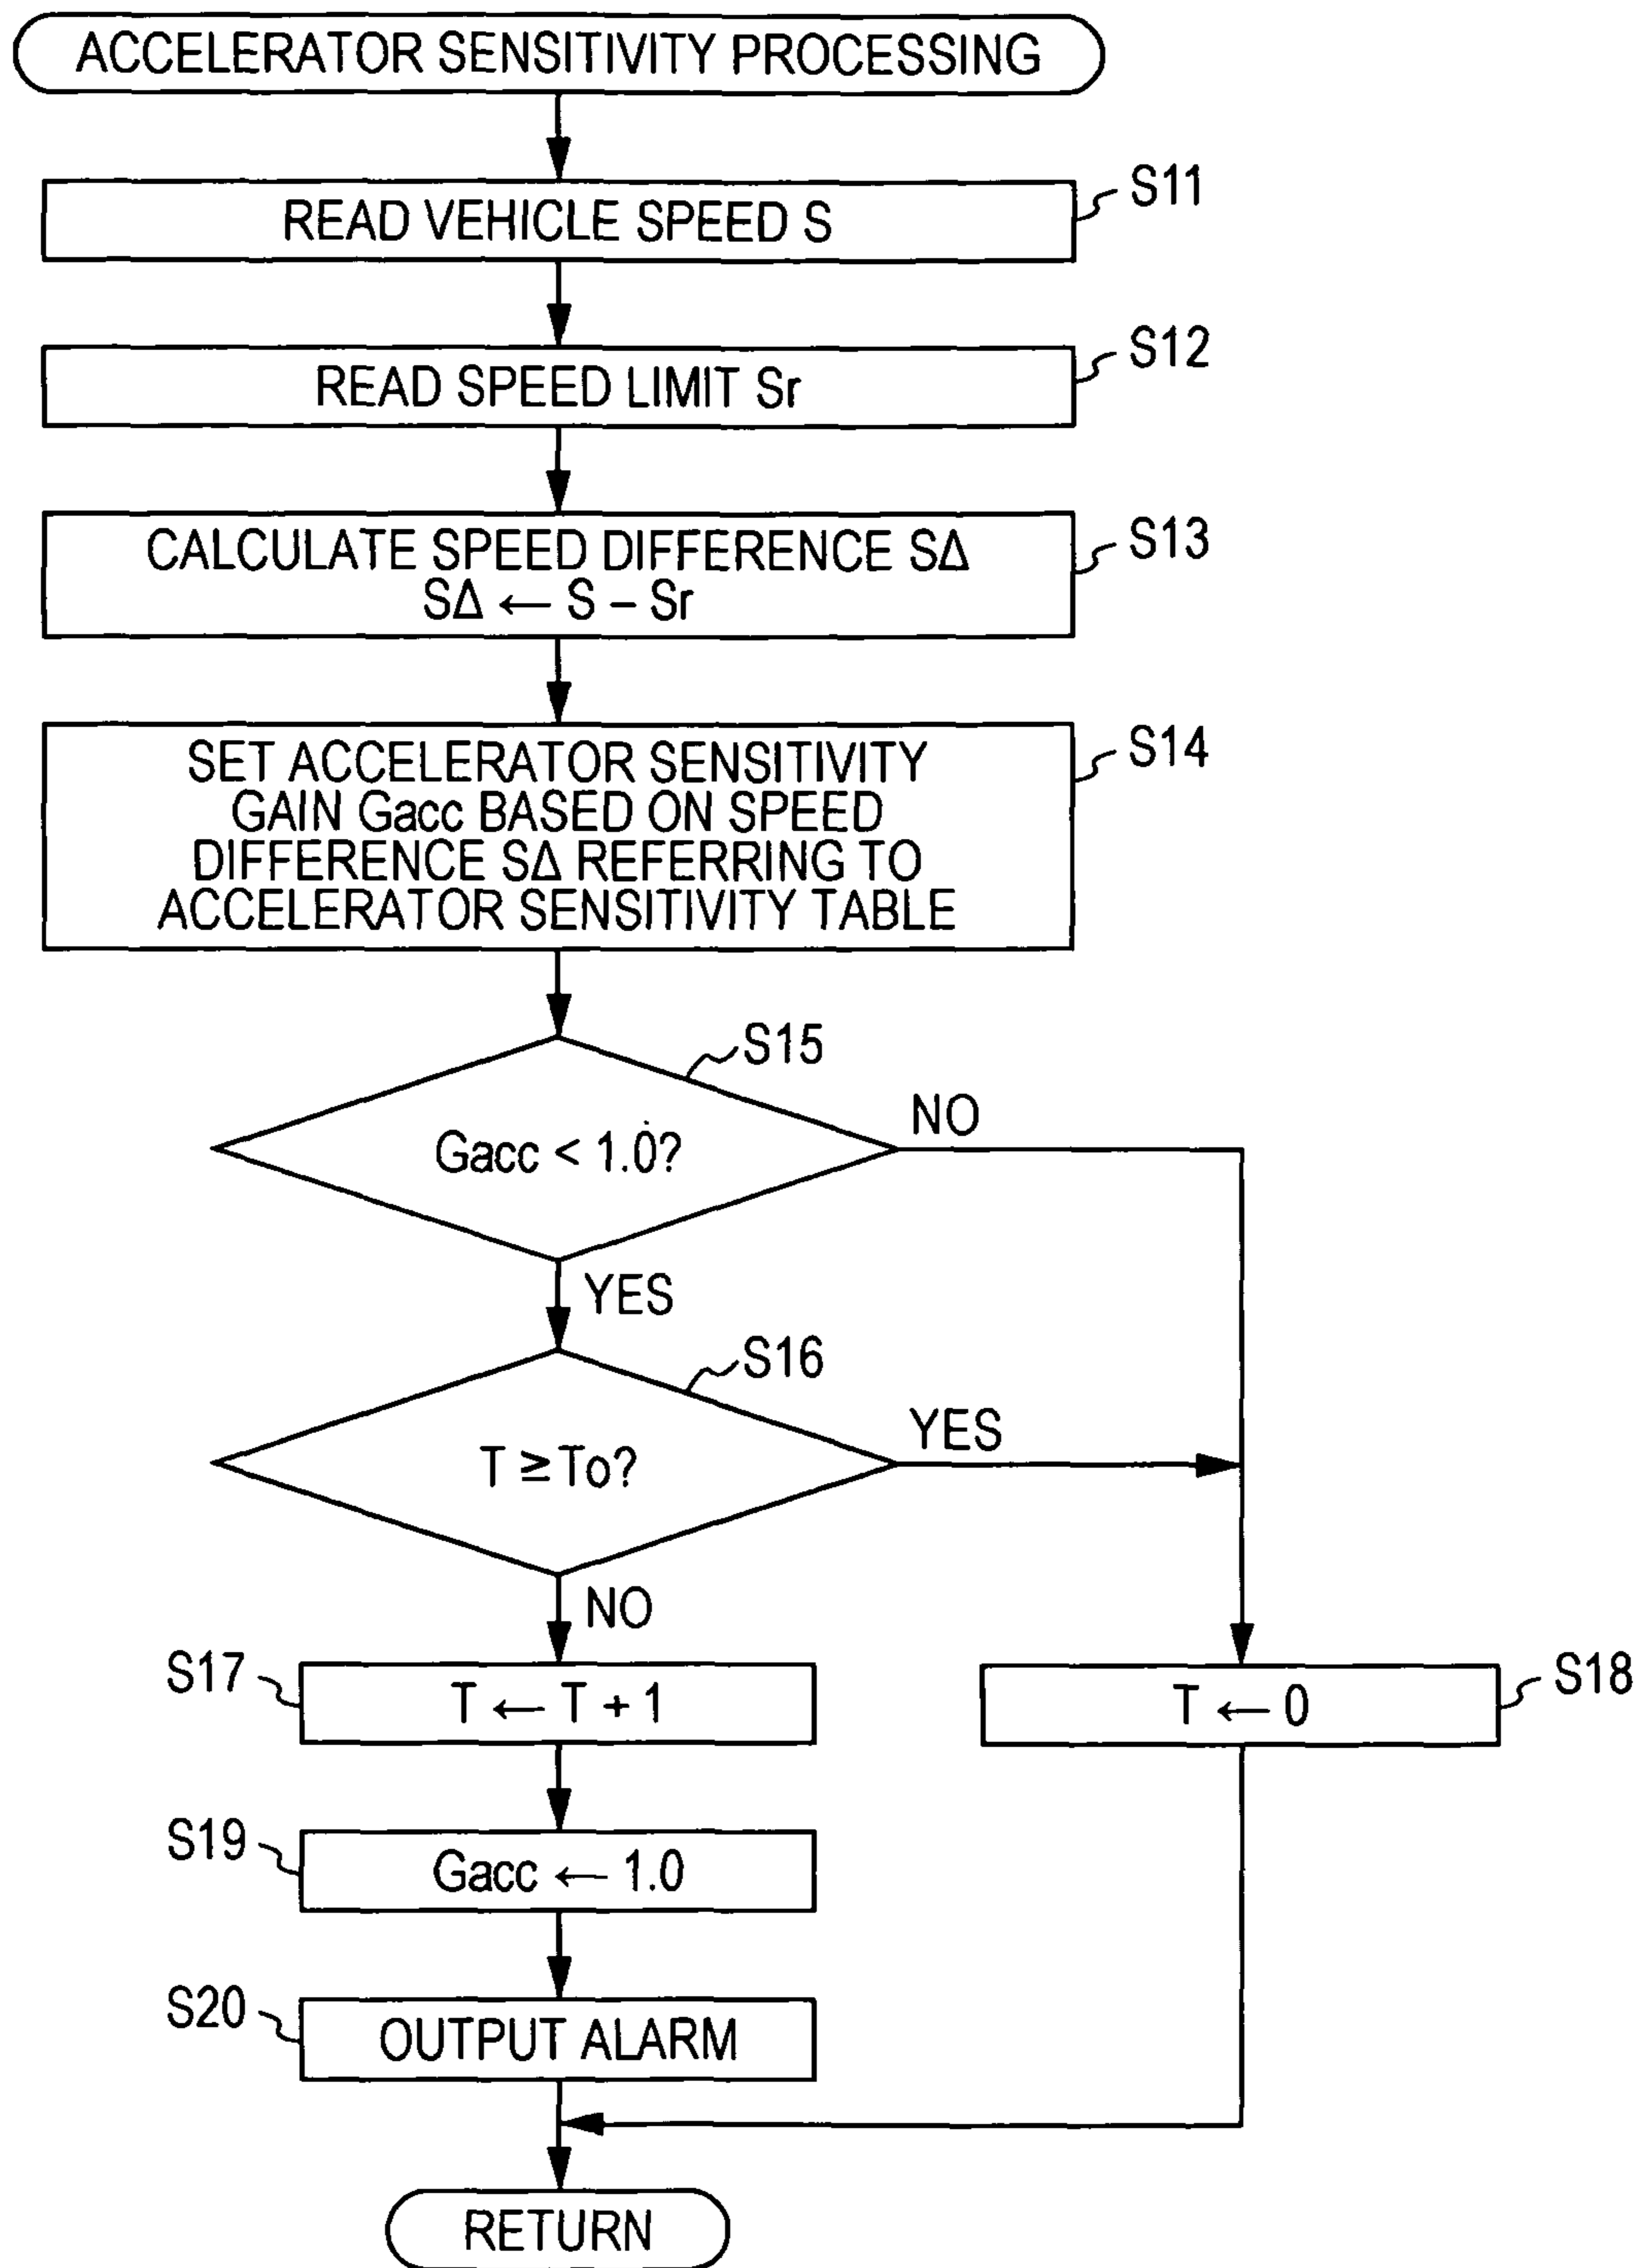 ACCELERATOR SENSITIVITY PROCESSING
S11
READ VEHICLE SPEED S
S12
READ SPEED LIMIT Sr
S13
CALCULATE SPEED DIFFERENCE SΔ
SΔ ← S – Sr
S14
SET ACCELERATOR SENSITIVITY
GAIN Gacc BASED ON SPEED
DIFFERENCE SΔ REFERRING TO
ACCELERATOR SENSITIVITY TABLE
S15
Gacc < 1.0?
NO
YES
S16
T ≧ To?
YES
NO
S17
T ← T + 1
S18
T ← 0
S19
Gacc ← 1.0
S20
OUTPUT ALARM
RETURN